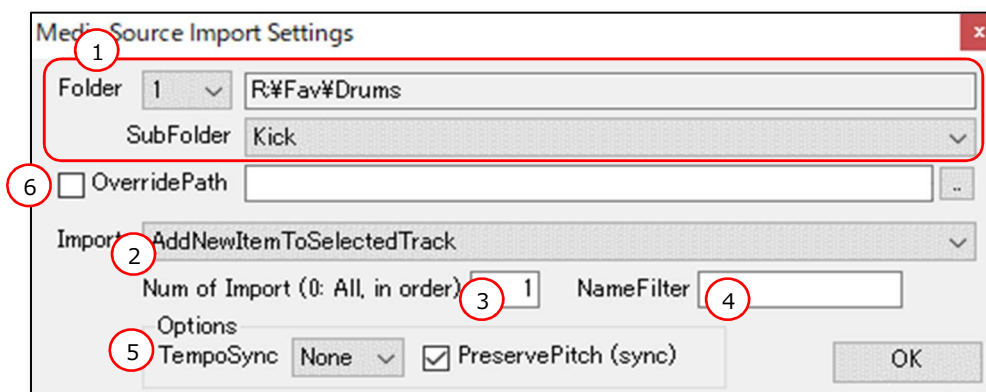 Media Source Import Settings
x
1
Folder 1 R:¥Fav¥Drums
SubFolder Kick
6 OverridePath ..
Import AddNewItemToSelectedTrack
2
Num of Import (0: All, in order) 3 1 NameFilter 4
Options
5 TempoSync None PreservePitch (sync) OK